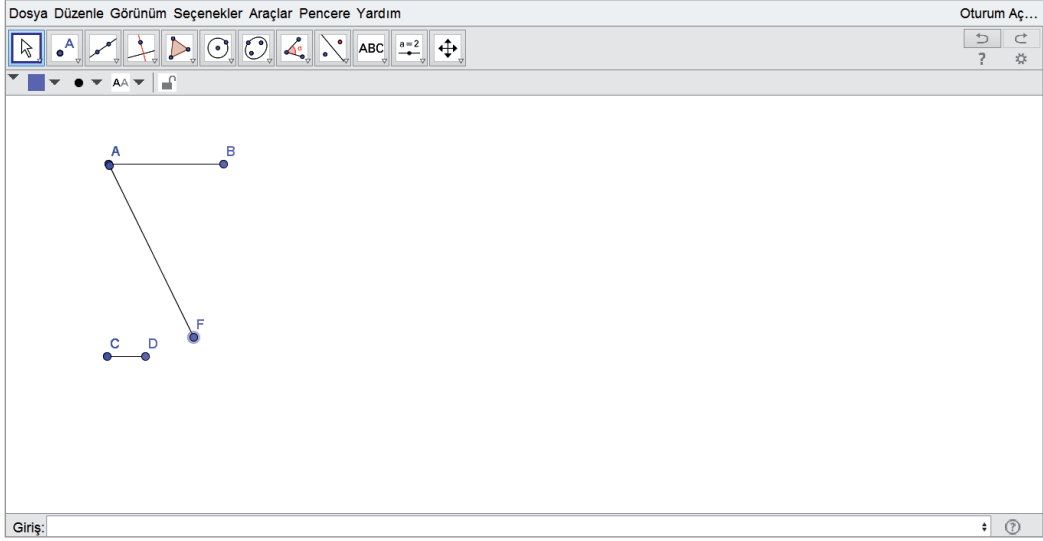 Dosya Düzenle Görünüm Seçenekler Araçlar Pencere Yardım Oturum Aç...
A ABC a=2 ?
AA
A B
F
C D
Giriş: ?